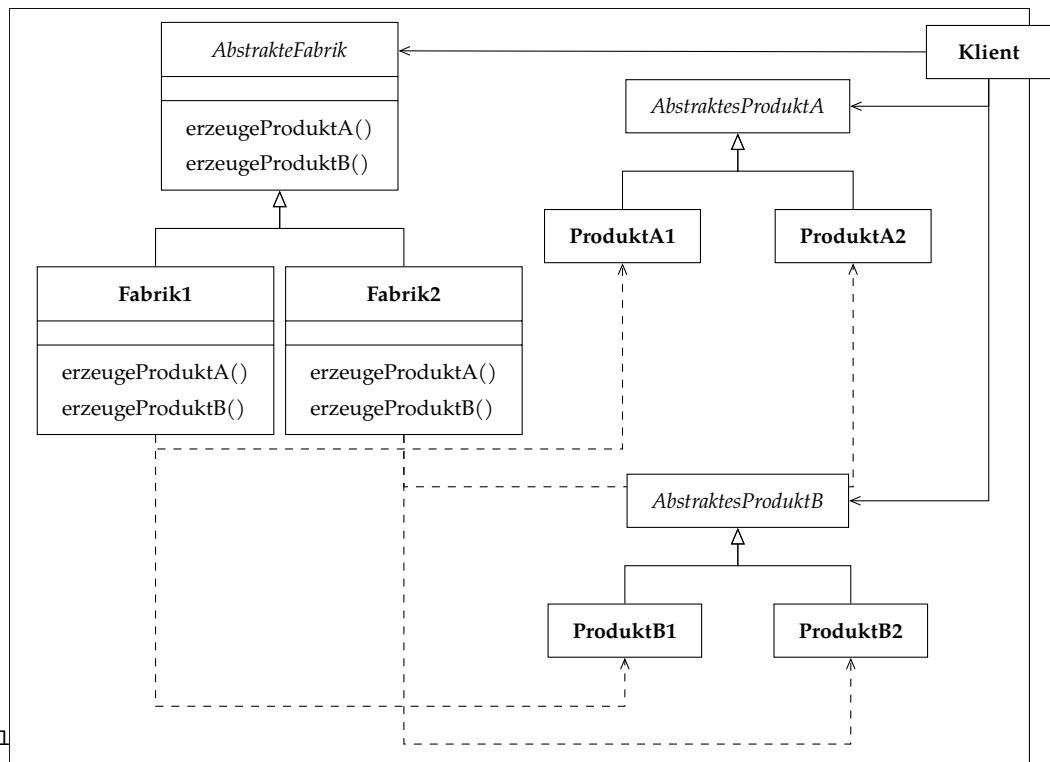 AbstrakteFabrik
Klient
erzeugeProduktA()
erzeugeProduktB()
AbstraktesProduktA
ProduktA1
ProduktA2
Fabrik1
Fabrik2
erzeugeProduktA()
erzeugeProduktB()
erzeugeProduktA()
erzeugeProduktB()
AbstraktesProduktB
ProduktB1
ProduktB2